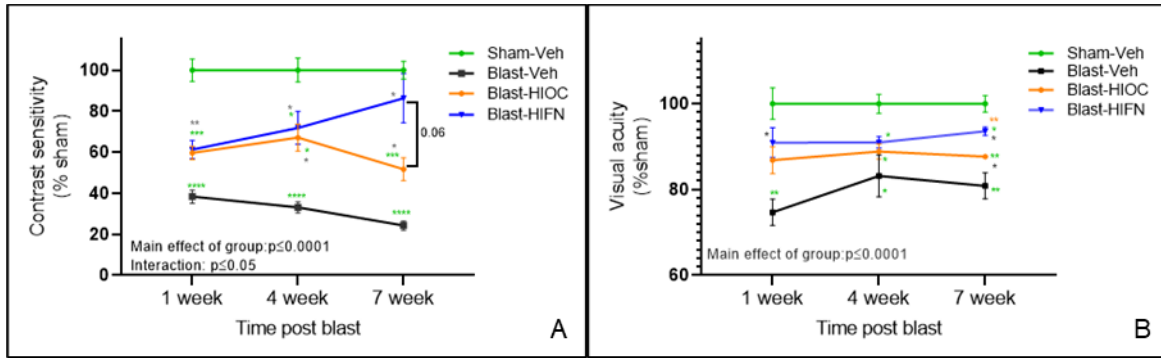 Contrast sensitivity
(% sham)
100
80
60
40
20
0
Sham-Veh
Blast-Veh
Blast-HIOC
Blast-HIFN
**
***
****
*
*
****
*
*
*
*
***
****
0.06
Main effect of group:p≤0.0001
Interaction: p≤0.05
1 week
4 week
7 week
Time post blast
A
Visual acuity
(%sham)
100
80
60
Sham-Veh
Blast-Veh
Blast-HIOC
Blast-HIFN
*
**
*
*
*
**
*
*
**
*
**
Main effect of group:p≤0.0001
1 week
4 week
7 week
Time post blast
B